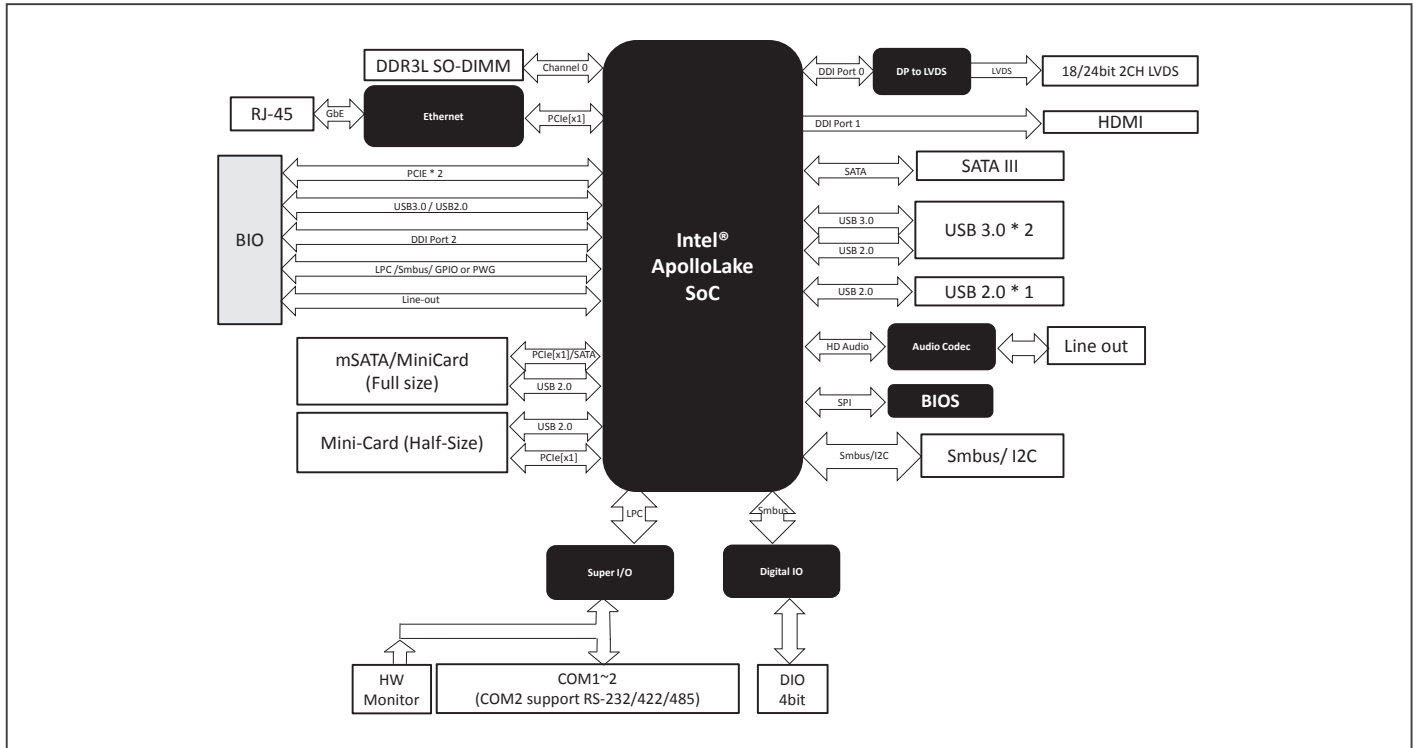 DDR3L SO-DIMM
Channel 0
RJ-45
GbE
Ethernet
PCIe[x1]
BIO
PCIE * 2
USB3.0 / USB2.0
DDI Port 2
LPC /Smbus/ GPIO or PWG
Line-out
mSATA/MiniCard
(Full size)
PCIe[x1]/SATA
USB 2.0
Mini-Card (Half-Size)
USB 2.0
PCIe[x1]
Intel®
ApolloLake
SoC
DDI Port 0
DP to LVDS
LVDS
18/24bit 2CH LVDS
DDI Port 1
HDMI
SATA
SATA III
USB 3.0
USB 2.0
USB 3.0 * 2
USB 2.0
USB 2.0 * 1
HD Audio
Audio Codec
Line out
SPI
BIOS
Smbus/I2C
Smbus/ I2C
LPC
Smbus
Super I/O
Digital IO
HW
Monitor
COM1~2
(COM2 support RS-232/422/485)
DIO
4bit